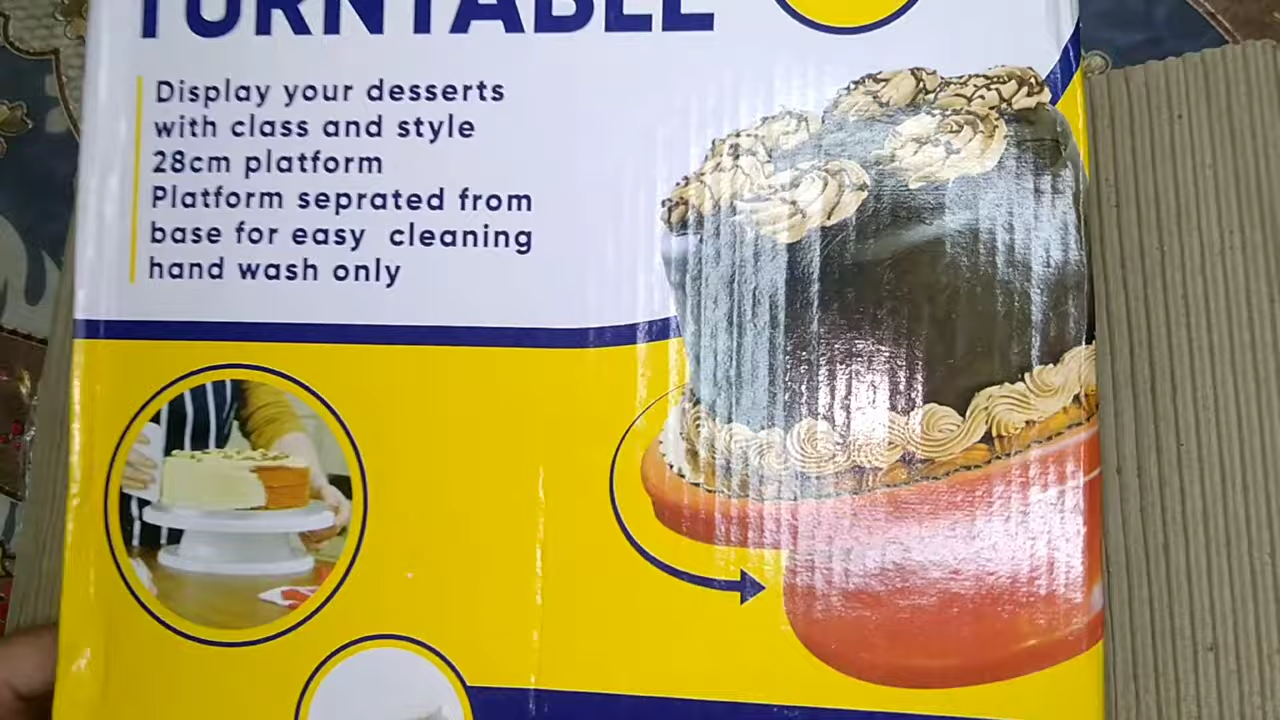 TURNTABLE
Display your desserts
with class and style
28cm platform
Platform seprated from
base for easy cleaning
hand wash only